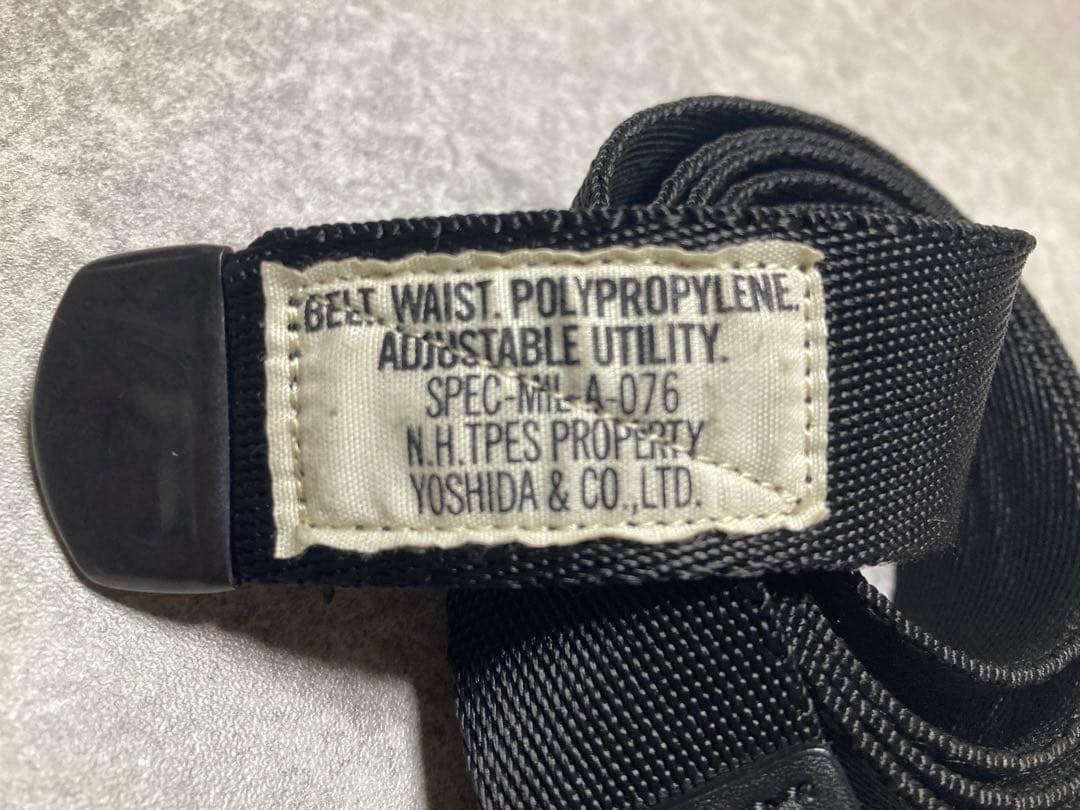 BELT. WAIST. POLYPROPYLENE.
ADJUSTABLE UTILITY.
SPEC-MIL-A-076
N.H.TPES PROPERTY
YOSHIDA & CO.,LTD.